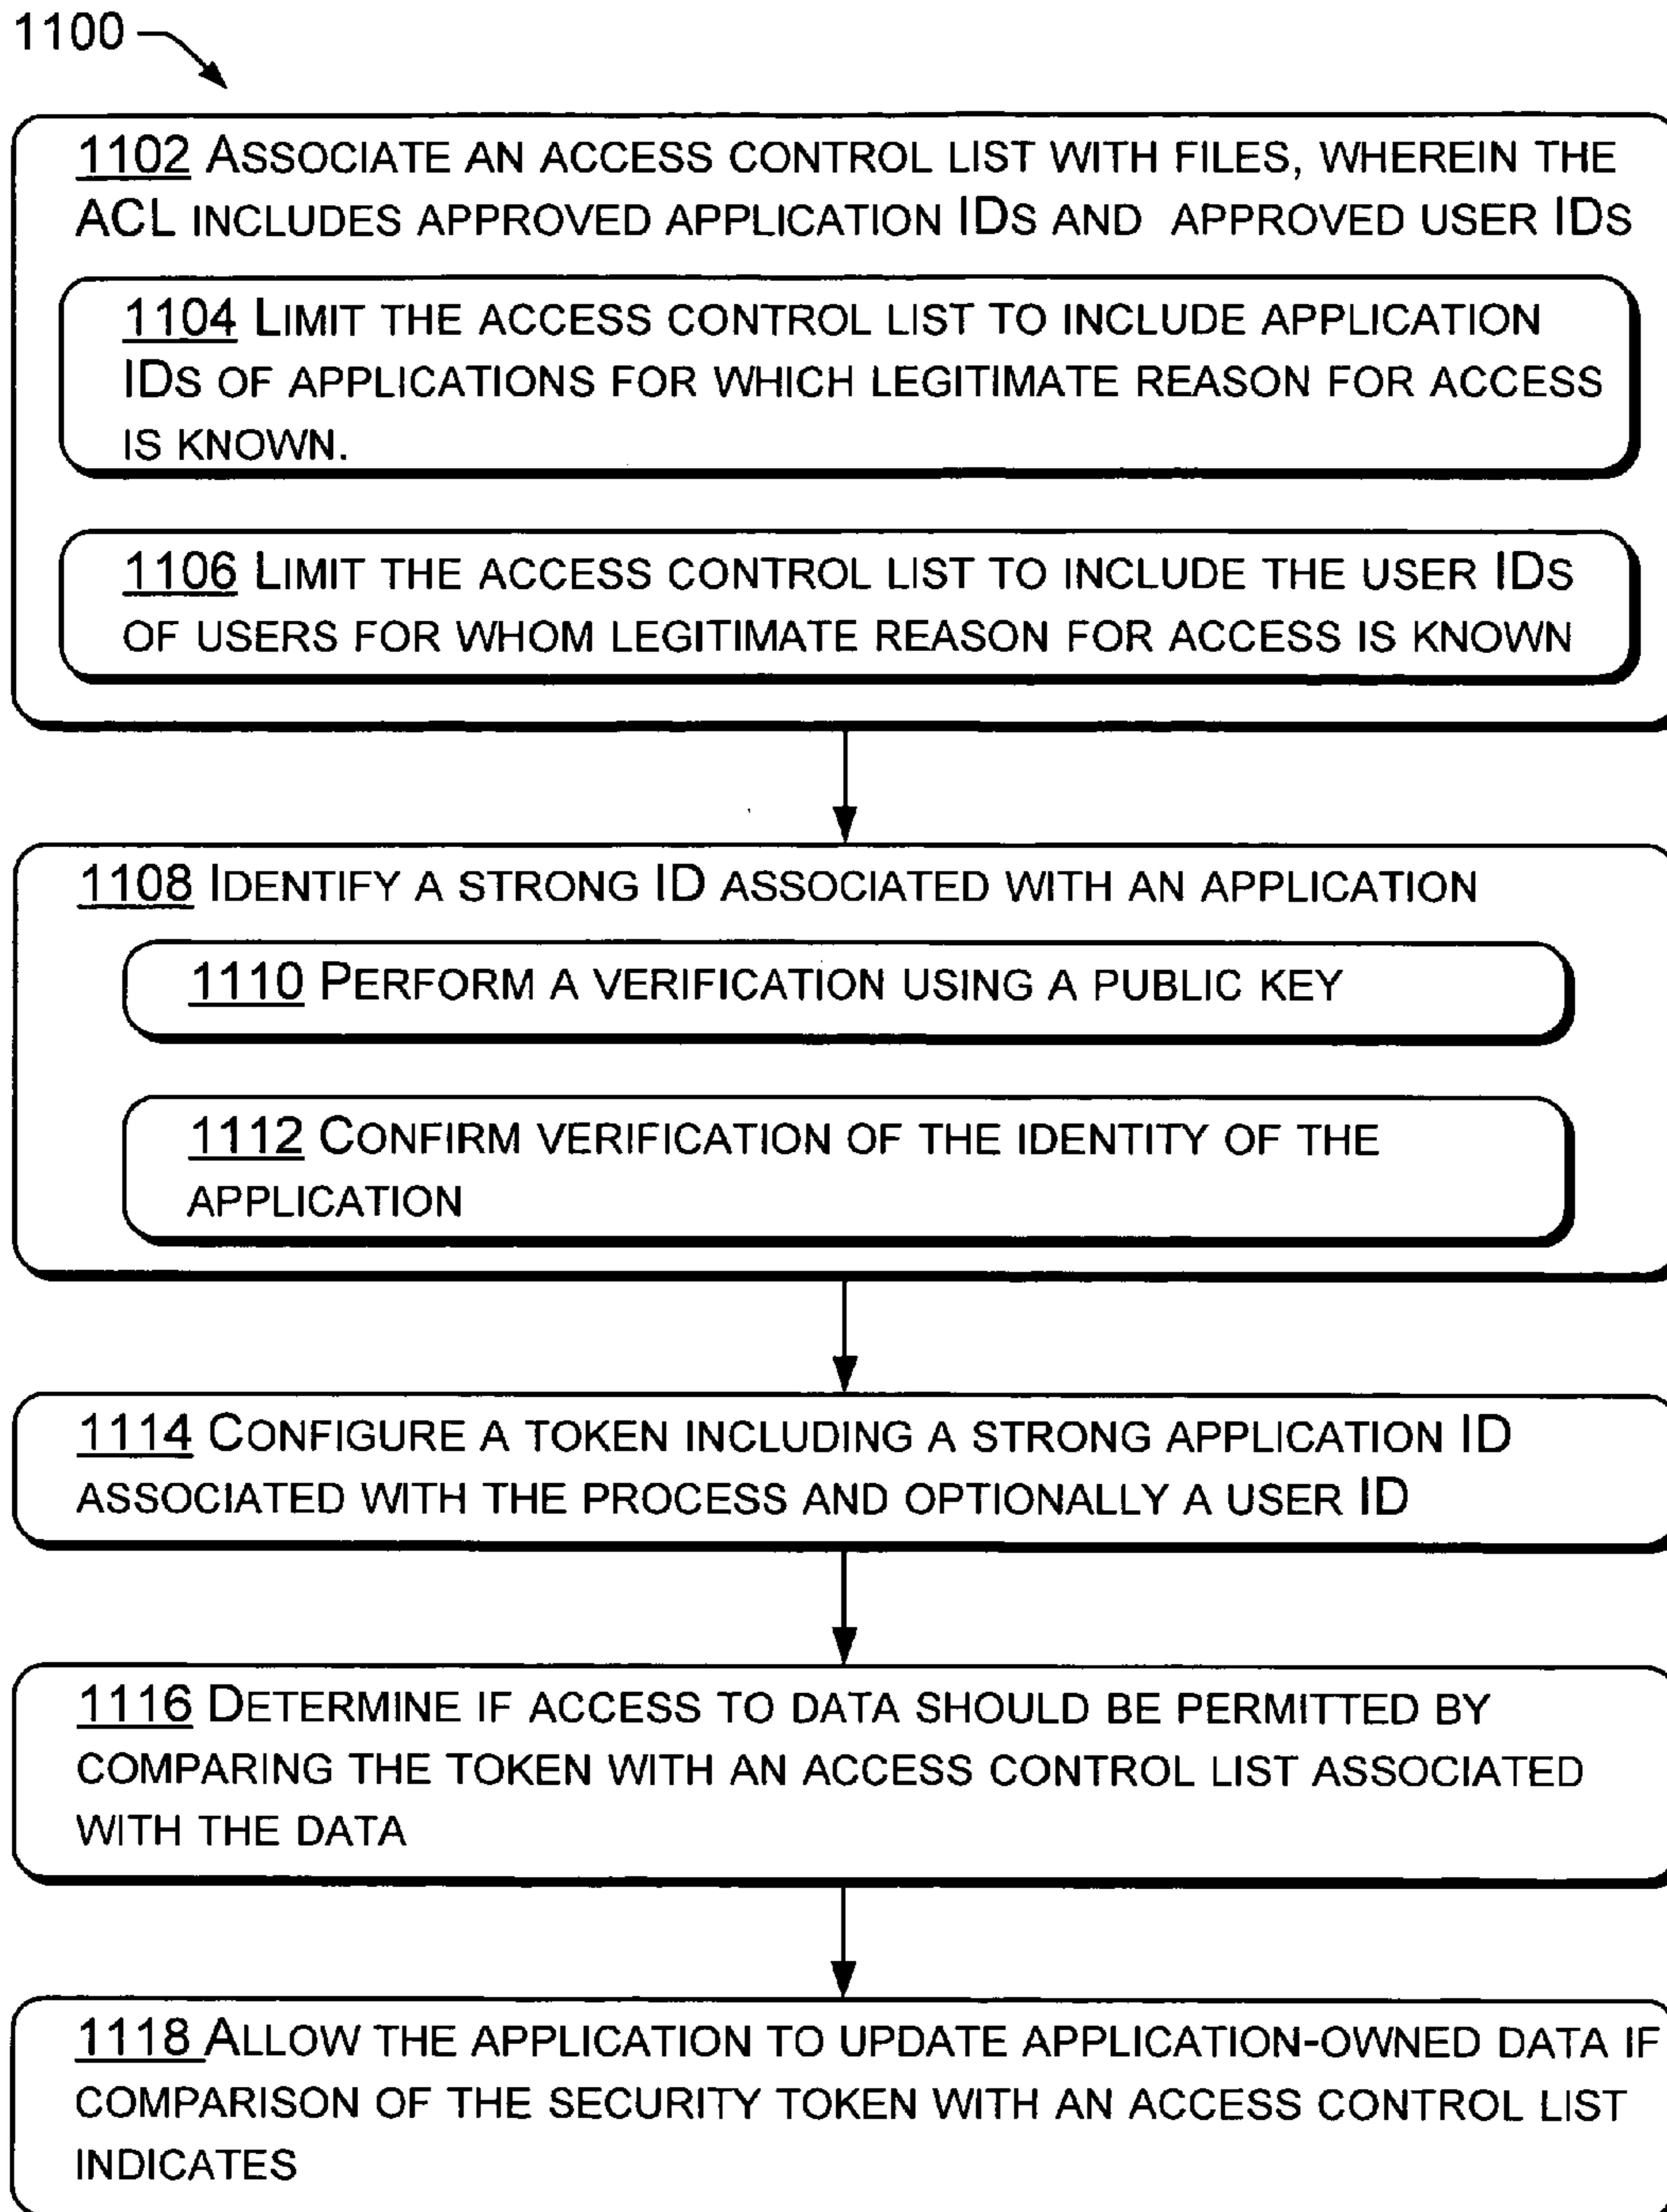 1100
1102 ASSOCIATE AN ACCESS CONTROL LIST WITH FILES, WHEREIN THE
ACL INCLUDES APPROVED APPLICATION IDS AND APPROVED USER IDS
1104 LIMIT THE ACCESS CONTROL LIST TO INCLUDE APPLICATION
IDS OF APPLICATIONS FOR WHICH LEGITIMATE REASON FOR ACCESS
IS KNOWN.
1106 LIMIT THE ACCESS CONTROL LIST TO INCLUDE THE USER IDS
OF USERS FOR WHOM LEGITIMATE REASON FOR ACCESS IS KNOWN
1108 IDENTIFY A STRONG ID ASSOCIATED WITH AN APPLICATION
1110 PERFORM A VERIFICATION USING A PUBLIC KEY
1112 CONFIRM VERIFICATION OF THE IDENTITY OF THE
APPLICATION
1114 CONFIGURE A TOKEN INCLUDING A STRONG APPLICATION ID
ASSOCIATED WITH THE PROCESS AND OPTIONALLY A USER ID
1116 DETERMINE IF ACCESS TO DATA SHOULD BE PERMITTED BY
COMPARING THE TOKEN WITH AN ACCESS CONTROL LIST ASSOCIATED
WITH THE DATA
1118 ALLOW THE APPLICATION TO UPDATE APPLICATION-OWNED DATA IF
COMPARISON OF THE SECURITY TOKEN WITH AN ACCESS CONTROL LIST
INDICATES